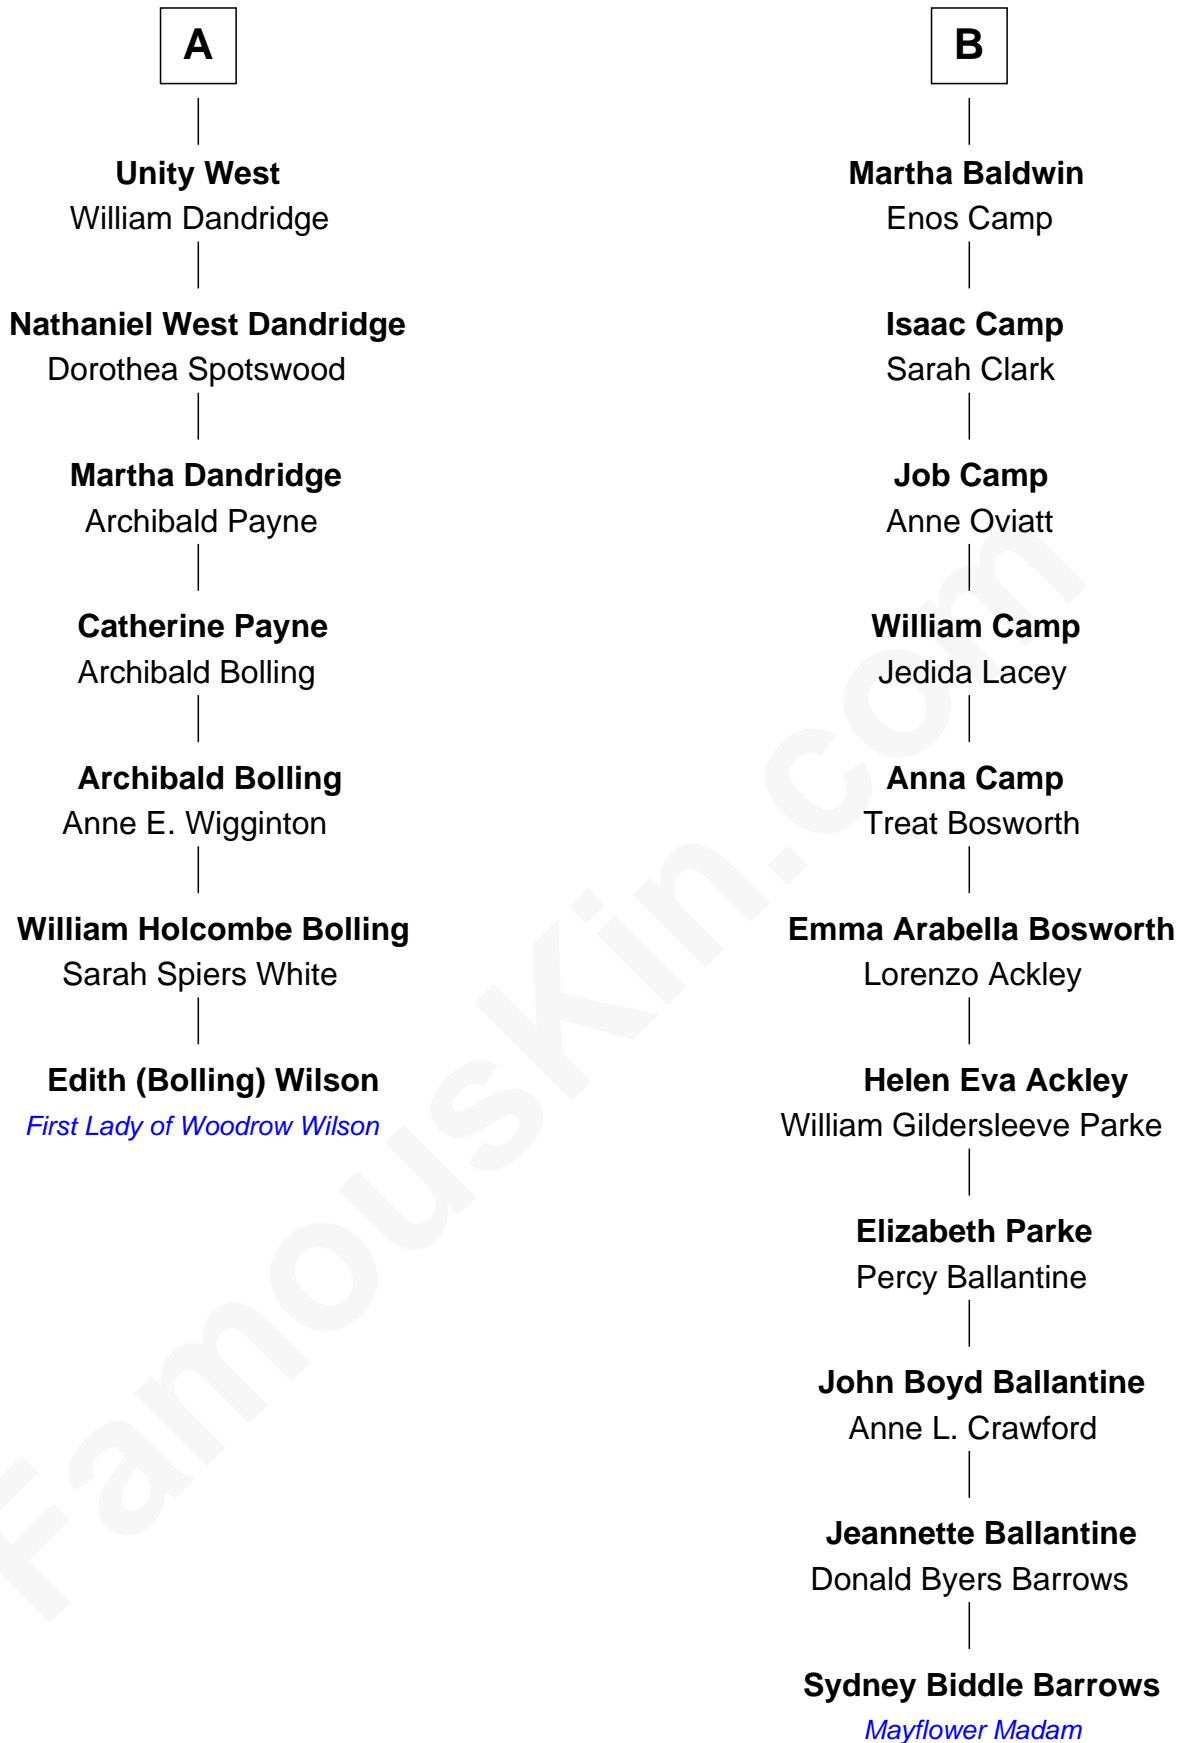 A
Unity West
William Dandridge
Nathaniel West Dandridge
Dorothea Spotswood
Martha Dandridge
Archibald Payne
Catherine Payne
Archibald Bolling
Archibald Bolling
Anne E. Wigginton
William Holcombe Bolling
Sarah Spiers White
Edith (Bolling) Wilson
First Lady of Woodrow Wilson
B
Martha Baldwin
Enos Camp
Isaac Camp
Sarah Clark
Job Camp
Anne Oviatt
William Camp
Jedida Lacey
Anna Camp
Treat Bosworth
Emma Arabella Bosworth
Lorenzo Ackley
Helen Eva Ackley
William Gildersleeve Parke
Elizabeth Parke
Percy Ballantine
John Boyd Ballantine
Anne L. Crawford
Jeannette Ballantine
Donald Byers Barrows
Sydney Biddle Barrows
Mayflower Madam
FamousKin.com